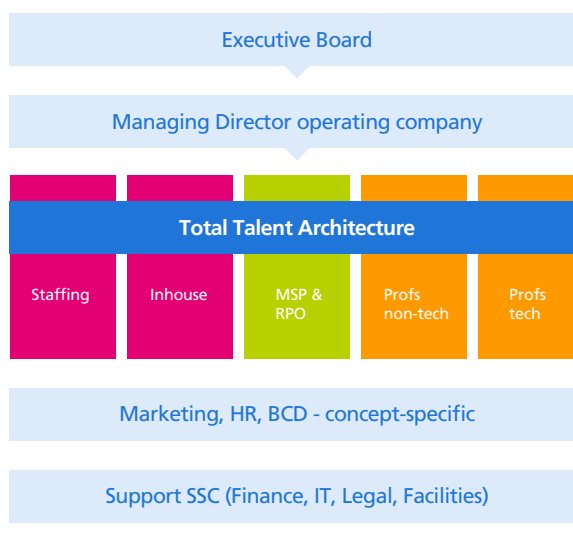 Executive Board
Managing Director operating company
Total Talent Architecture
Staffing
Inhouse
MSP &
RPO
Profs
non-tech
Profs
tech
Marketing, HR, BCD - concept-specific
Support SSC (Finance, IT, Legal, Facilities)